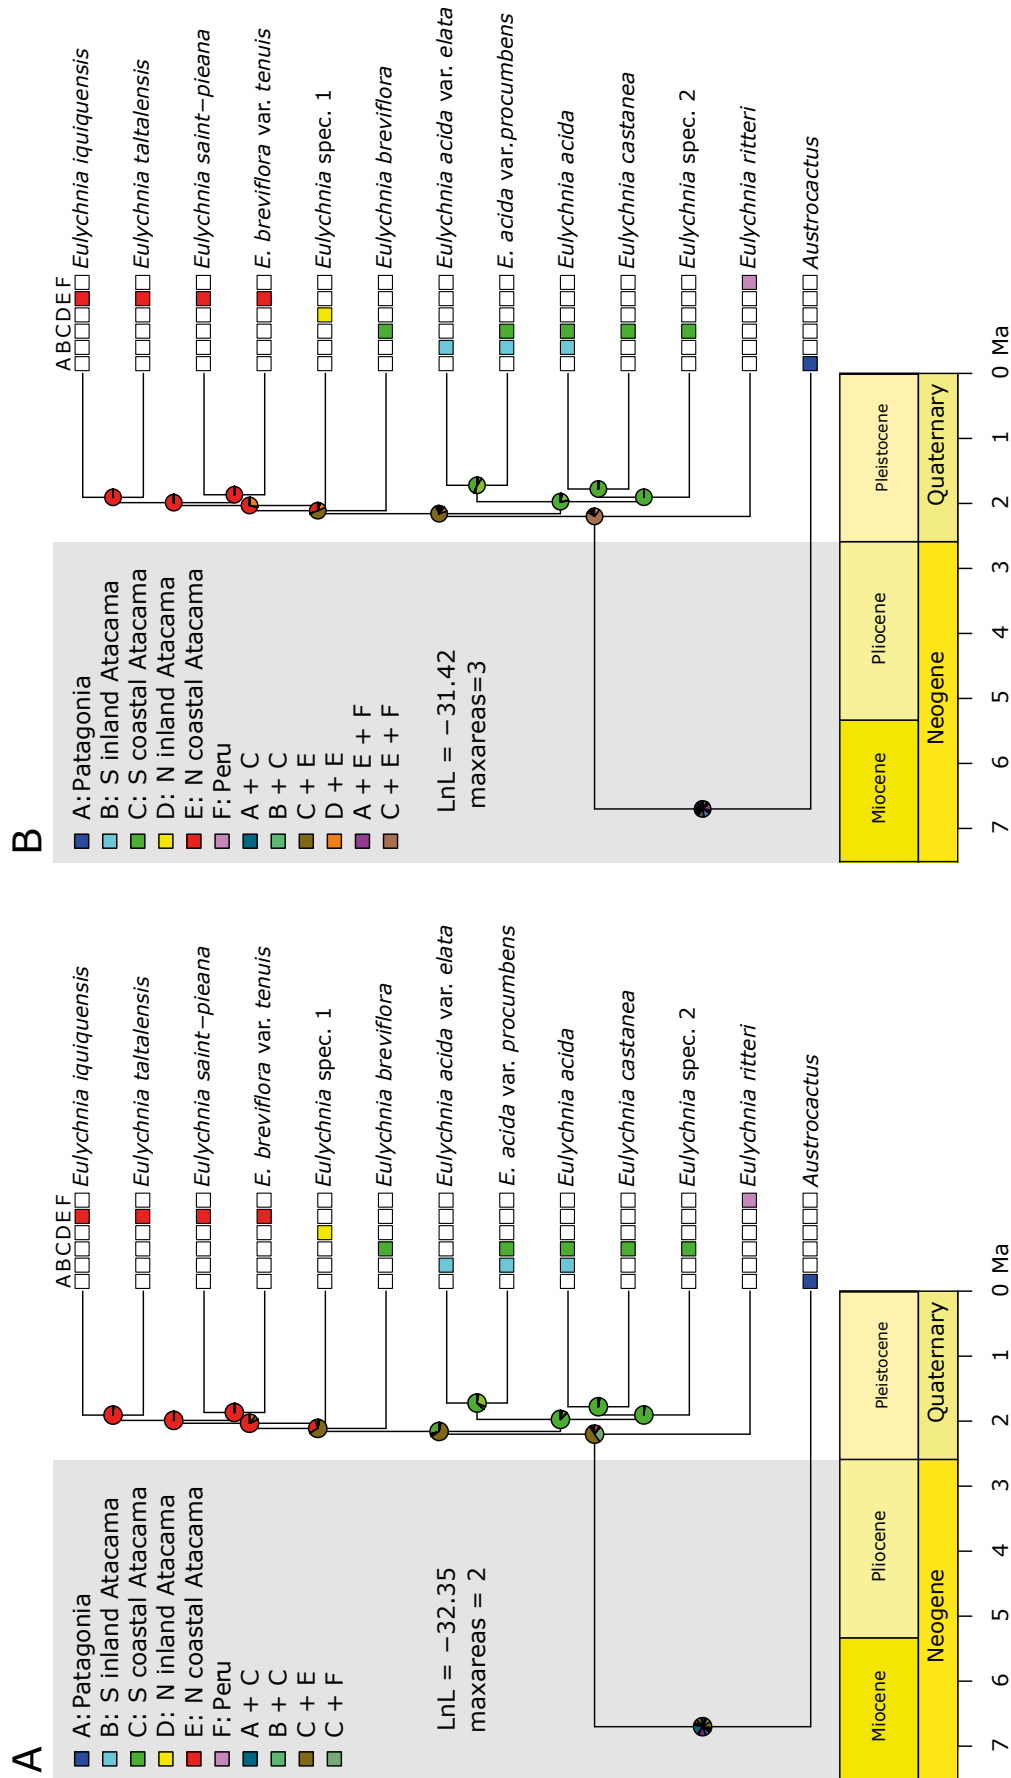 A
A: Patagonia
B: S inland Atacama
C: S coastal Atacama
D: N inland Atacama
E: N coastal Atacama
F: Peru
A + C
B + C
C + E
C + F
LnL = −32.35
maxareas = 2
ABCDEF
Eulychnia iquiquensis
Eulychnia taltalensis
Eulychnia saint−pieana
E. breviflora var. tenuis
Eulychnia spec. 1
Eulychnia breviflora
Eulychnia acida var. elata
E. acida var. procumbens
Eulychnia acida
Eulychnia castanea
Eulychnia spec. 2
Eulychnia ritteri
Austrocactus
Miocene
Pliocene
Pleistocene
Neogene
Quaternary
7
6
5
4
3
2
1
0 Ma
B
A: Patagonia
B: S inland Atacama
C: S coastal Atacama
D: N inland Atacama
E: N coastal Atacama
F: Peru
A + C
B + C
C + E
D + E
A + E + F
C + E + F
LnL = −31.42
maxareas=3
ABCDEF
Eulychnia iquiquensis
Eulychnia taltalensis
Eulychnia saint−pieana
E. breviflora var. tenuis
Eulychnia spec. 1
Eulychnia breviflora
Eulychnia acida var. elata
E. acida var.procumbens
Eulychnia acida
Eulychnia castanea
Eulychnia spec. 2
Eulychnia ritteri
Austrocactus
Miocene
Pliocene
Pleistocene
Neogene
Quaternary
7
6
5
4
3
2
1
0 Ma